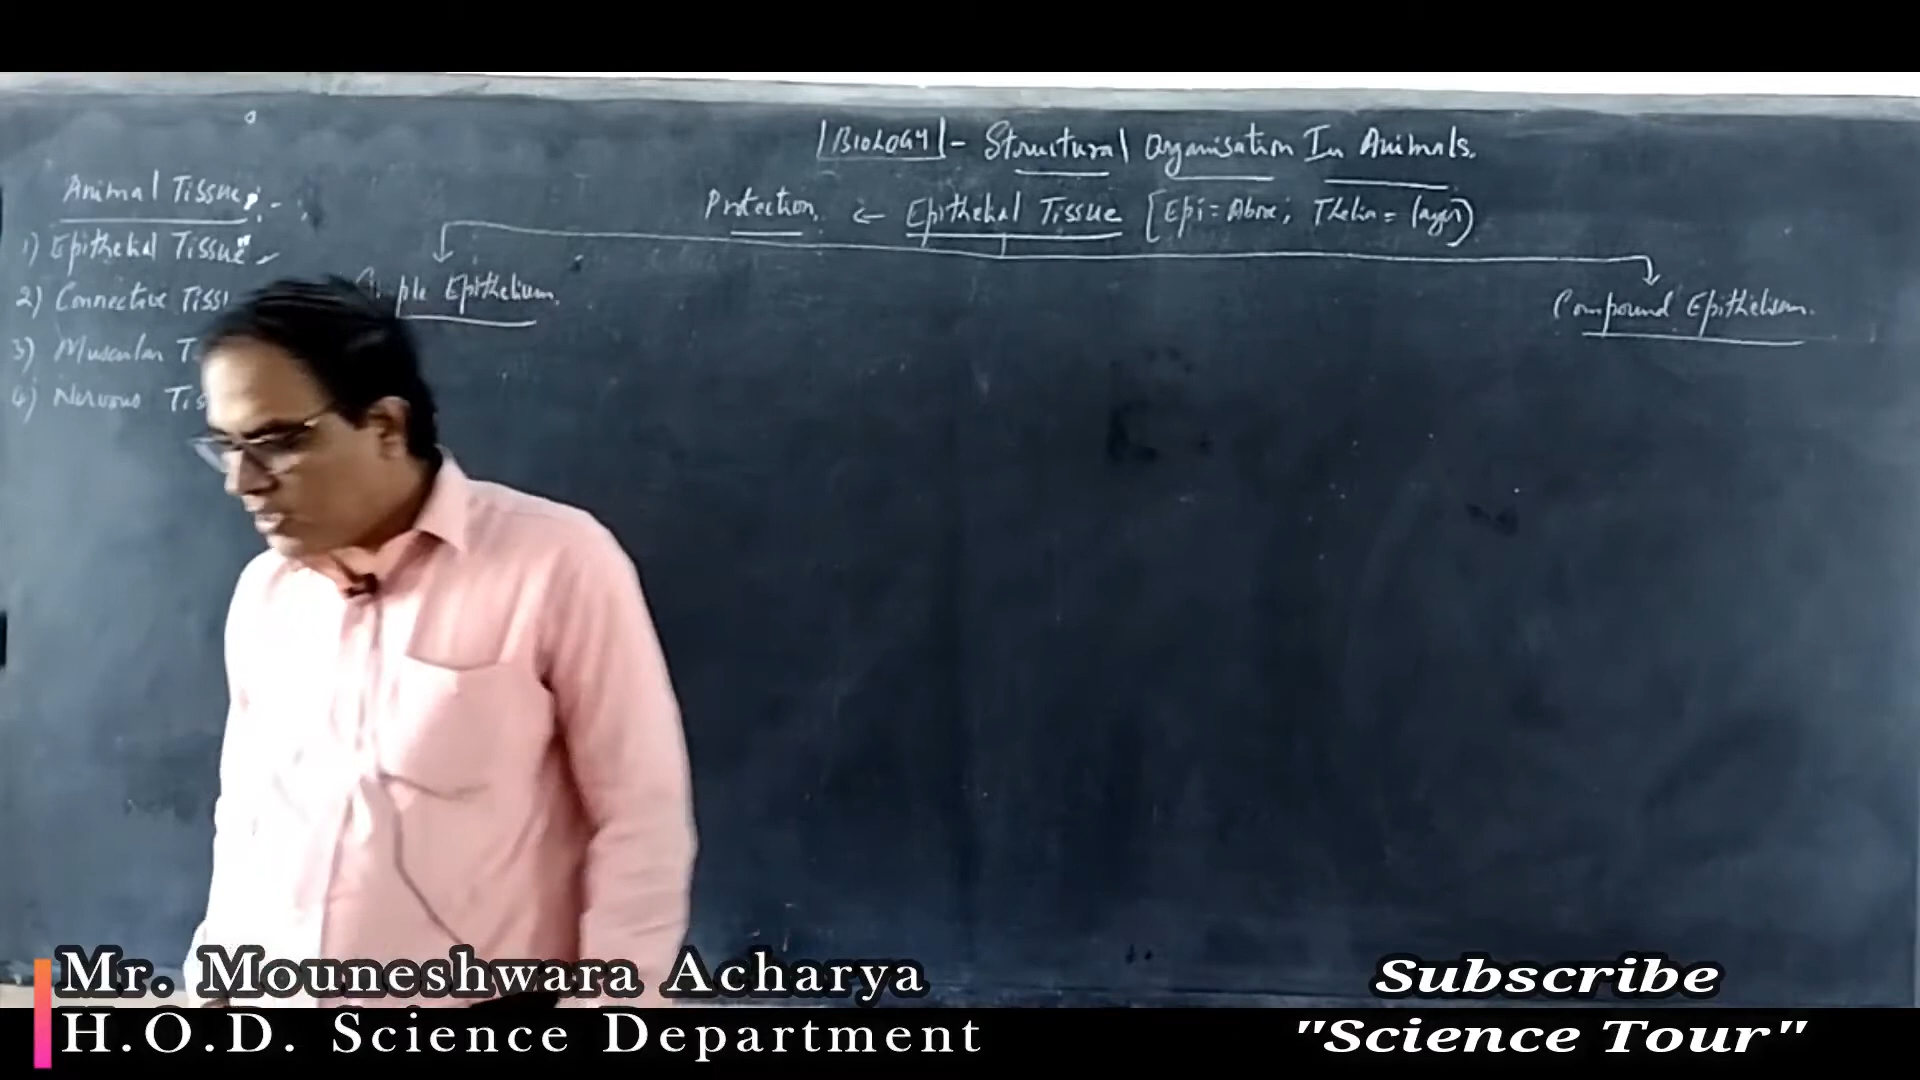 BIOLOGY - Structural Organisation In Animals.
Animal Tissue :-
1) Epithelial Tissue
2) Connective
3) Muscular
4) Nervous
Protection ← Epithelial Tissue [Epi = Above; Thelia = layer)
Epithelium.
Compound Epithelium.
Mr. Mouneshwara Acharya
H.O.D. Science Department
Subscribe
"Science Tour"